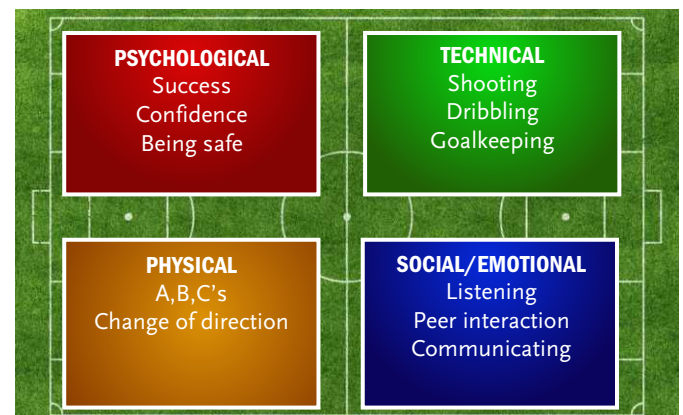 PSYCHOLOGICAL
Success
Confidence
Being safe
TECHNICAL
Shooting
Dribbling
Goalkeeping
PHYSICAL
A,B,C’s
Change of direction
SOCIAL/EMOTIONAL
Listening
Peer interaction
Communicating